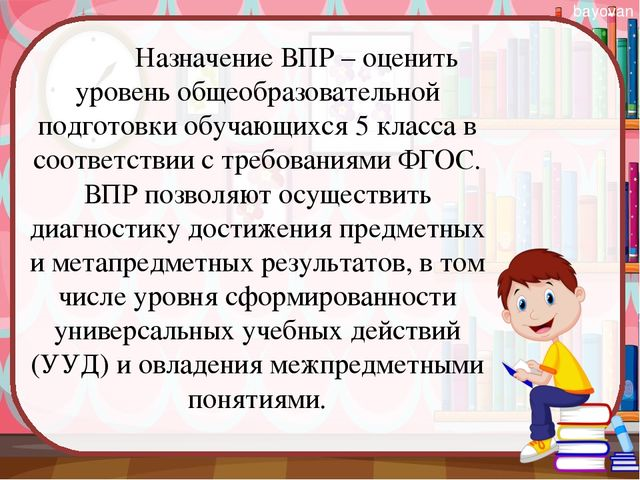 bayovan
Назначение ВПР – оценить
уровень общеобразовательной
подготовки обучающихся 5 класса в
соответствии с требованиями ФГОС.
ВПР позволяют осуществить
диагностику достижения предметных
и метапредметных результатов, в том
числе уровня сформированности
универсальных учебных действий
(УУД) и овладения межпредметными
понятиями.